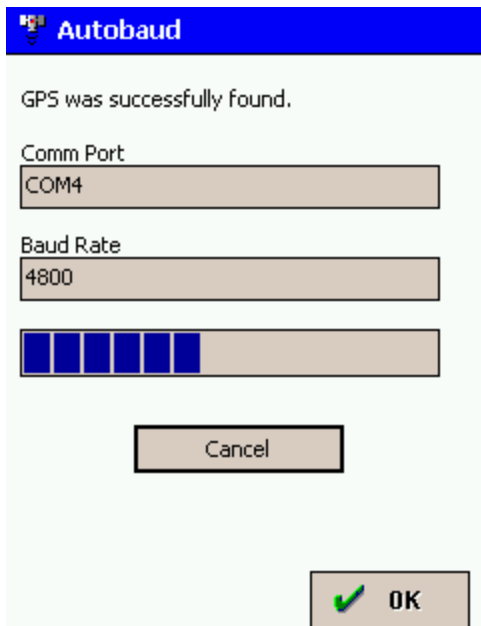 Autobaud
GPS was successfully found.
Comm Port
COM4
Baud Rate
4800
Cancel
OK